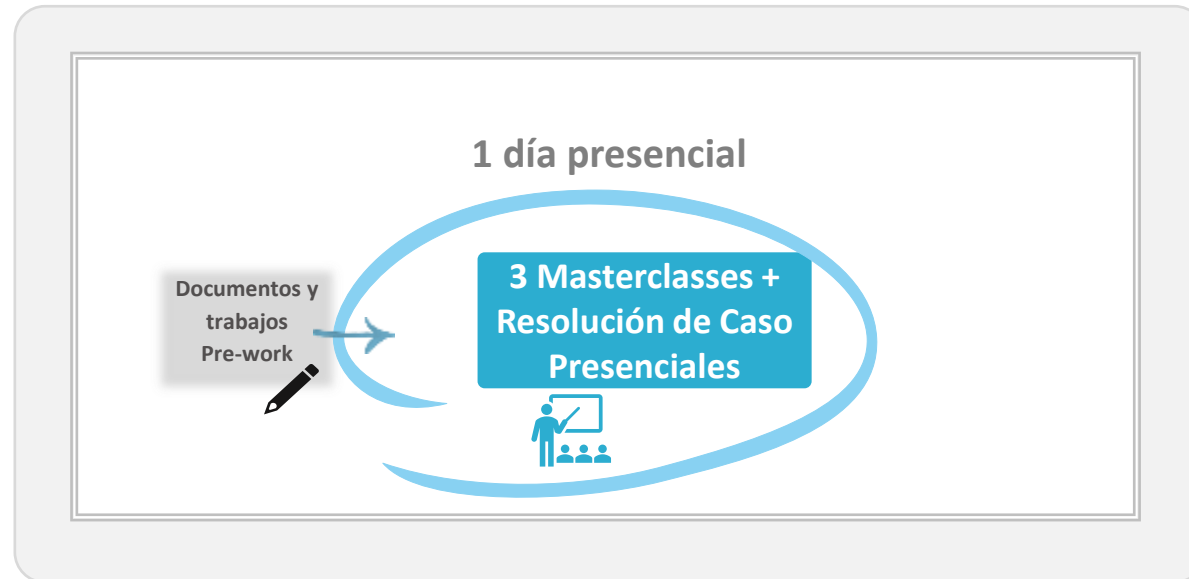 1 día presencial
Documentos y
trabajos
Pre-work
3 Masterclasses +
Resolución de Caso
Presenciales